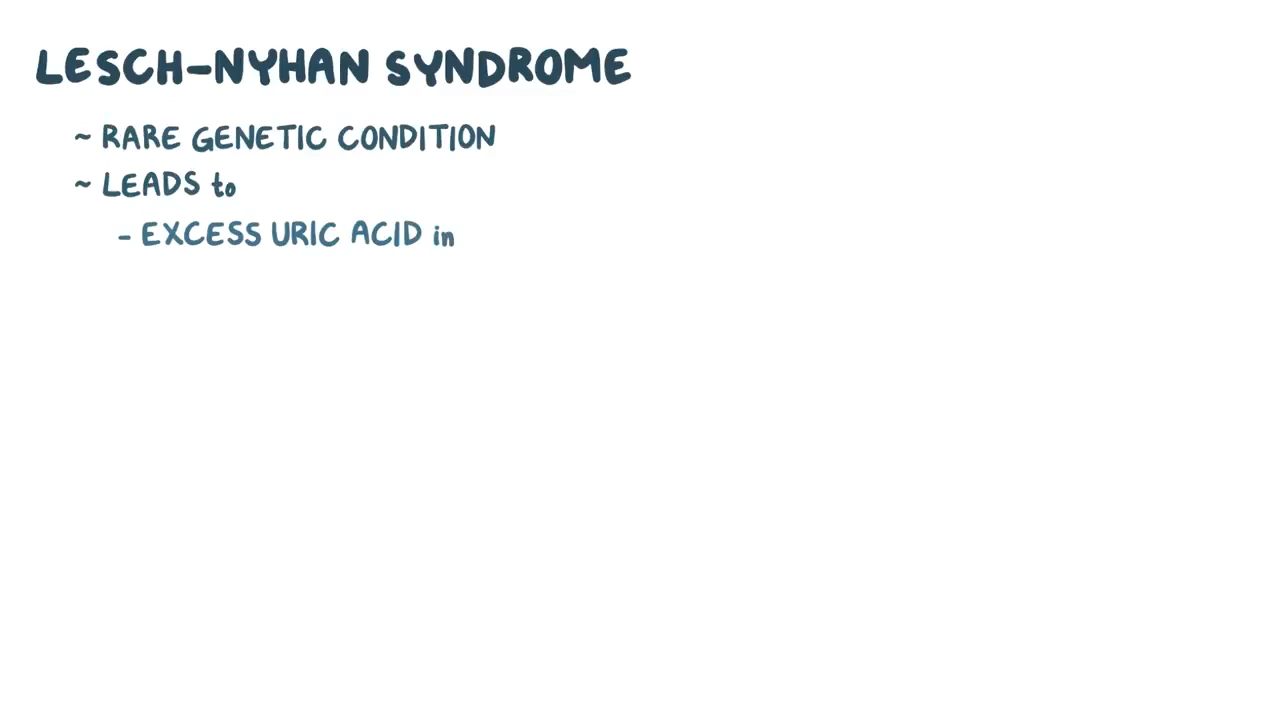 LESCH-NYHAN SYNDROME
~ RARE GENETIC CONDITION
~ LEADS to
- EXCESS URIC ACID in